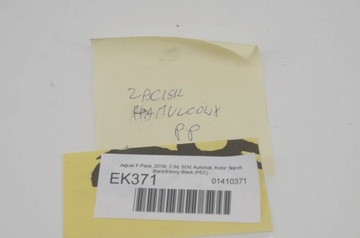 ZACISK
HAMULCOWY
PP
Jaguar F-Pace, 2019r, 2.0d, SUV, Automat, Kolor: Narvik
Black/Ebony Black (PEC)
EK371
01410371